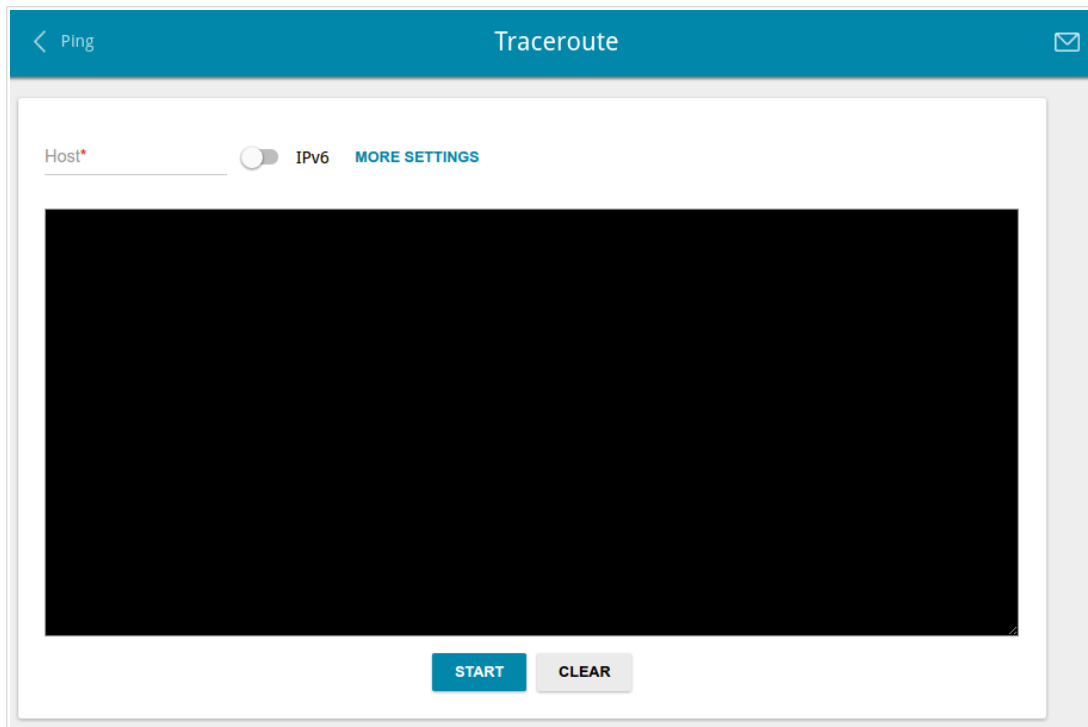 Ping
Traceroute
Host*
IPv6
MORE SETTINGS
START
CLEAR